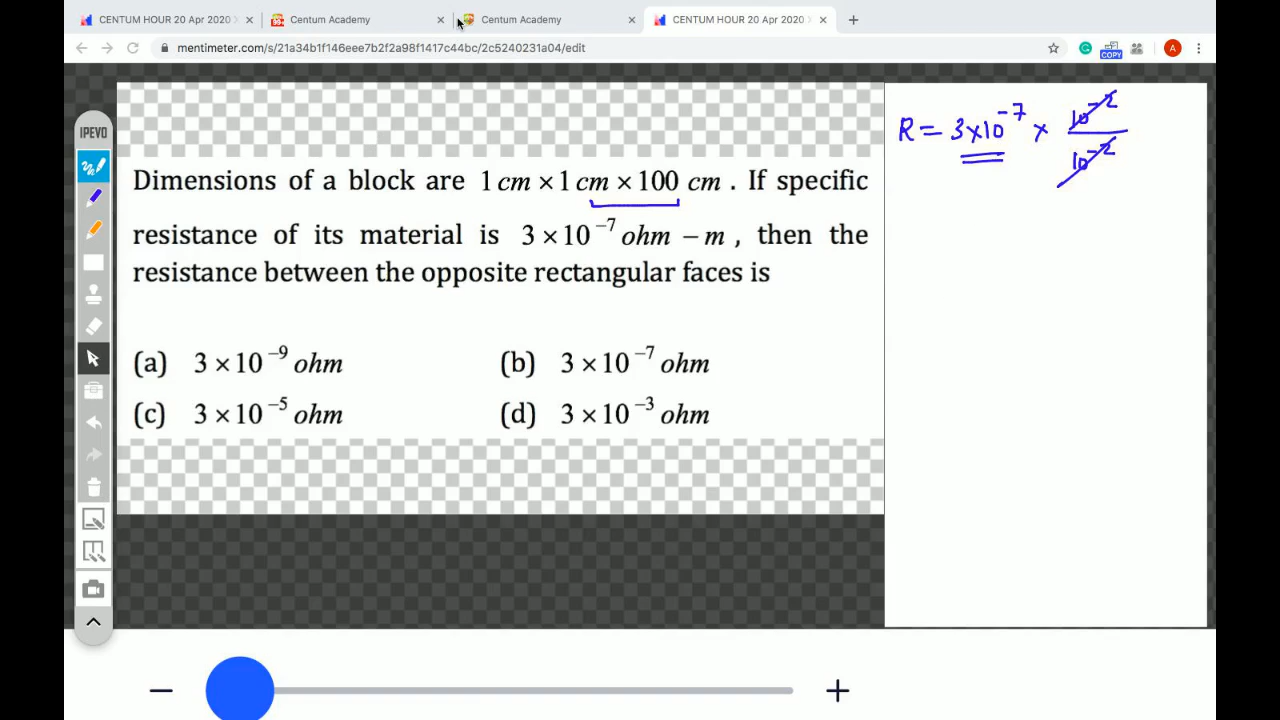 CENTUM HOUR 20 Apr 2020
Centum Academy
Centum Academy
CENTUM HOUR 20 Apr 2020
mentimeter.com/s/21a34b1f146eee7b2f2a98f1417c44bc/2c5240231a04/edit
COPY
A
IPEVO
Dimensions of a block are 1 cm × 1 cm × 100 cm . If specific
resistance of its material is 3 × 10⁻⁷ ohm – m , then the
resistance between the opposite rectangular faces is
(a) 3 × 10⁻⁹ ohm
(b) 3 × 10⁻⁷ ohm
(c) 3 × 10⁻⁵ ohm
(d) 3 × 10⁻³ ohm
R = 3×10⁻⁷ × 10⁻²
10⁻²